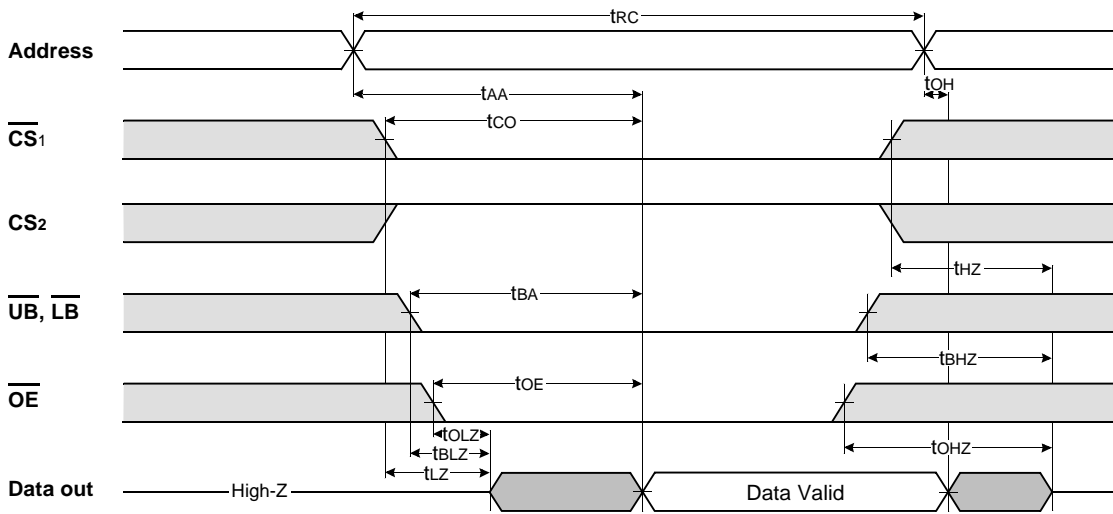 tRC
Address
tOH
tAA
tCO
CS1
CS2
tHZ
tBA
UB, LB
tBHZ
tOE
OE
tOLZ
tBLZ
tOHZ
tLZ
Data out
High-Z
Data Valid